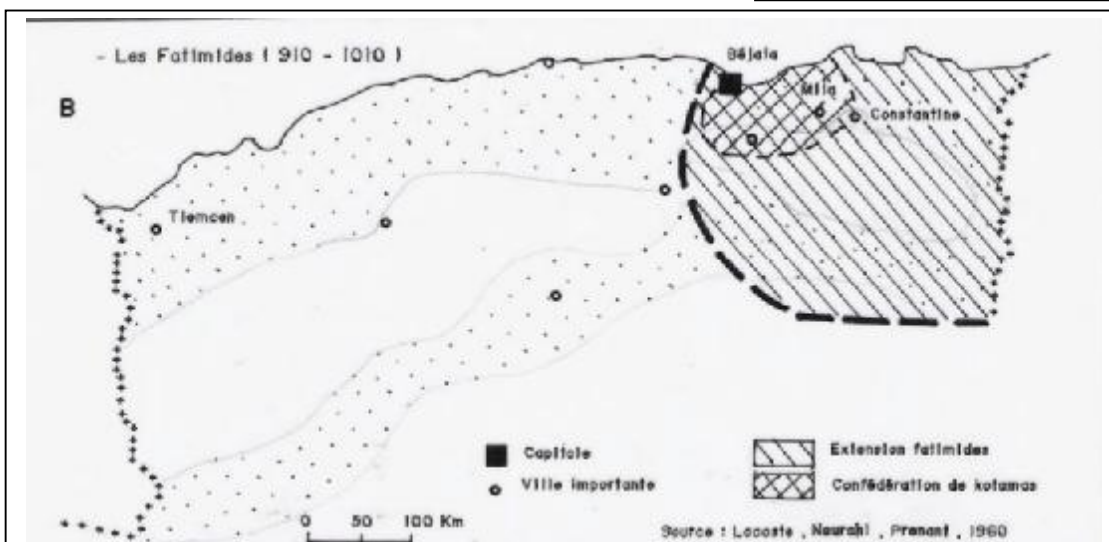 - Les Fatimides ( 910 - 1010 )
B
Béjaia
Mila
Constantine
Tlemcen
Capitale
Ville importante
0 50 100 Km
Extension fatimides
Confédération de kotamas
Source : Lacoste , Nouschi , Prenant , 1960